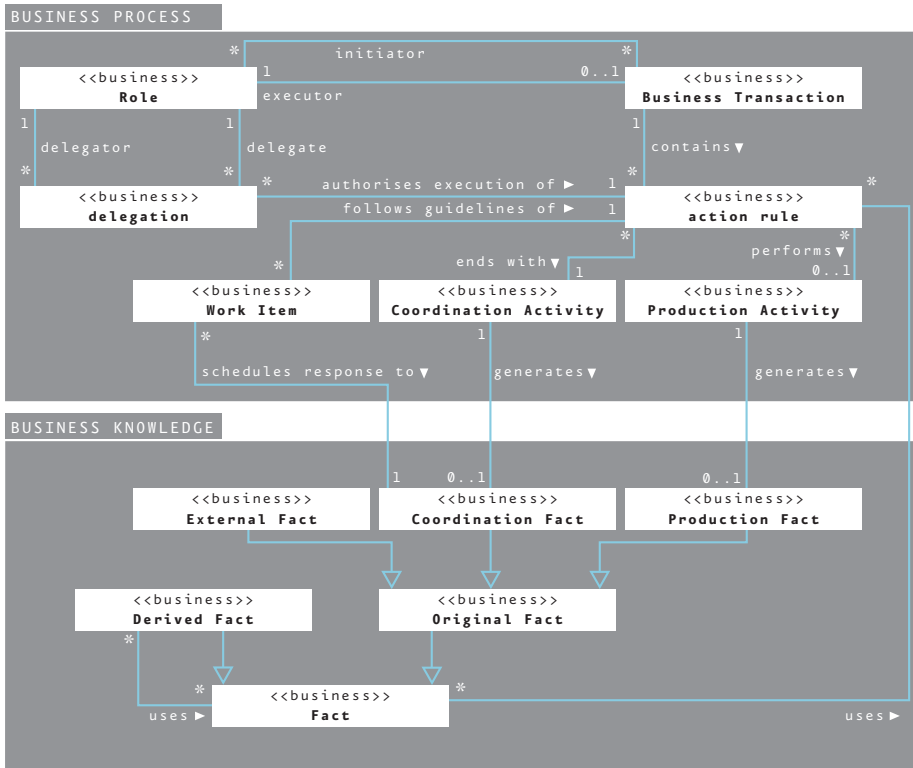 BUSINESS PROCESS
* initiator *
1 0..1
<<business>>
Role
executor
<<business>>
Business Transaction
1 1 1
delegator delegate contains▼
* * * authorises execution of ► 1 * *
<<business>>
delegation
follows guidelines of ► 1
<<business>>
action rule
* *
performs▼
* ends with▼ 1 0..1
<<business>>
Work Item
<<business>>
Coordination Activity
<<business>>
Production Activity
* 1 1
schedules response to▼ generates▼ generates▼
BUSINESS KNOWLEDGE
1 0..1 0..1
<<business>>
External Fact
<<business>>
Coordination Fact
<<business>>
Production Fact
<<business>>
Derived Fact
<<business>>
Original Fact
*
* *
<<business>>
Fact
uses► uses►